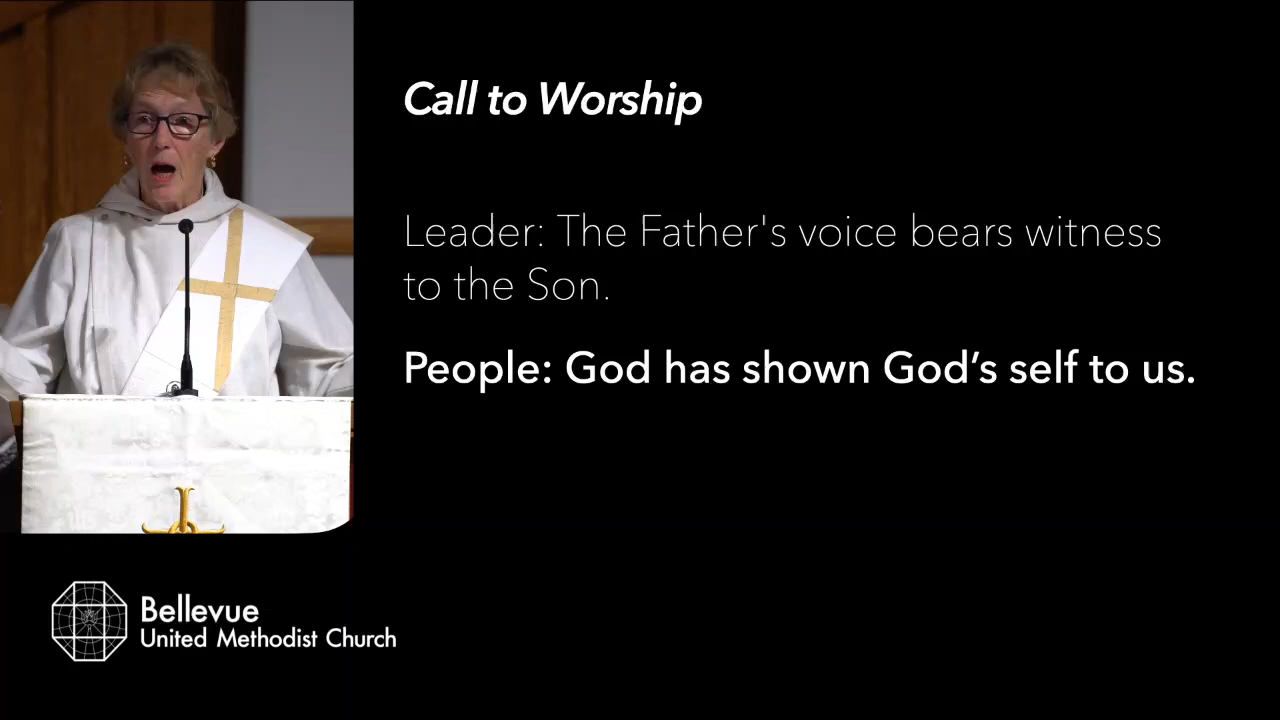 Call to Worship
Leader: The Father's voice bears witness
to the Son.
People: God has shown God’s self to us.
Bellevue
United Methodist Church